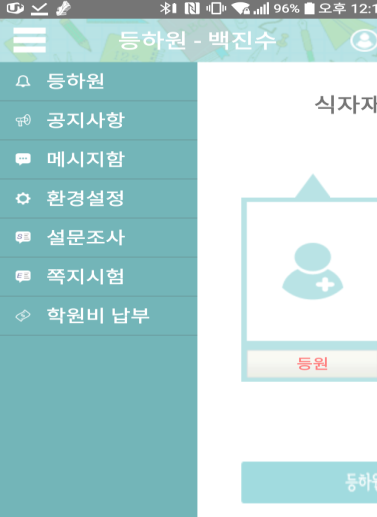 96% 오후 12:1
등하원 - 백진수
등하원
공지사항
메시지함
환경설정
설문조사
쪽지시험
학원비 납부
식자재
등원
등하원